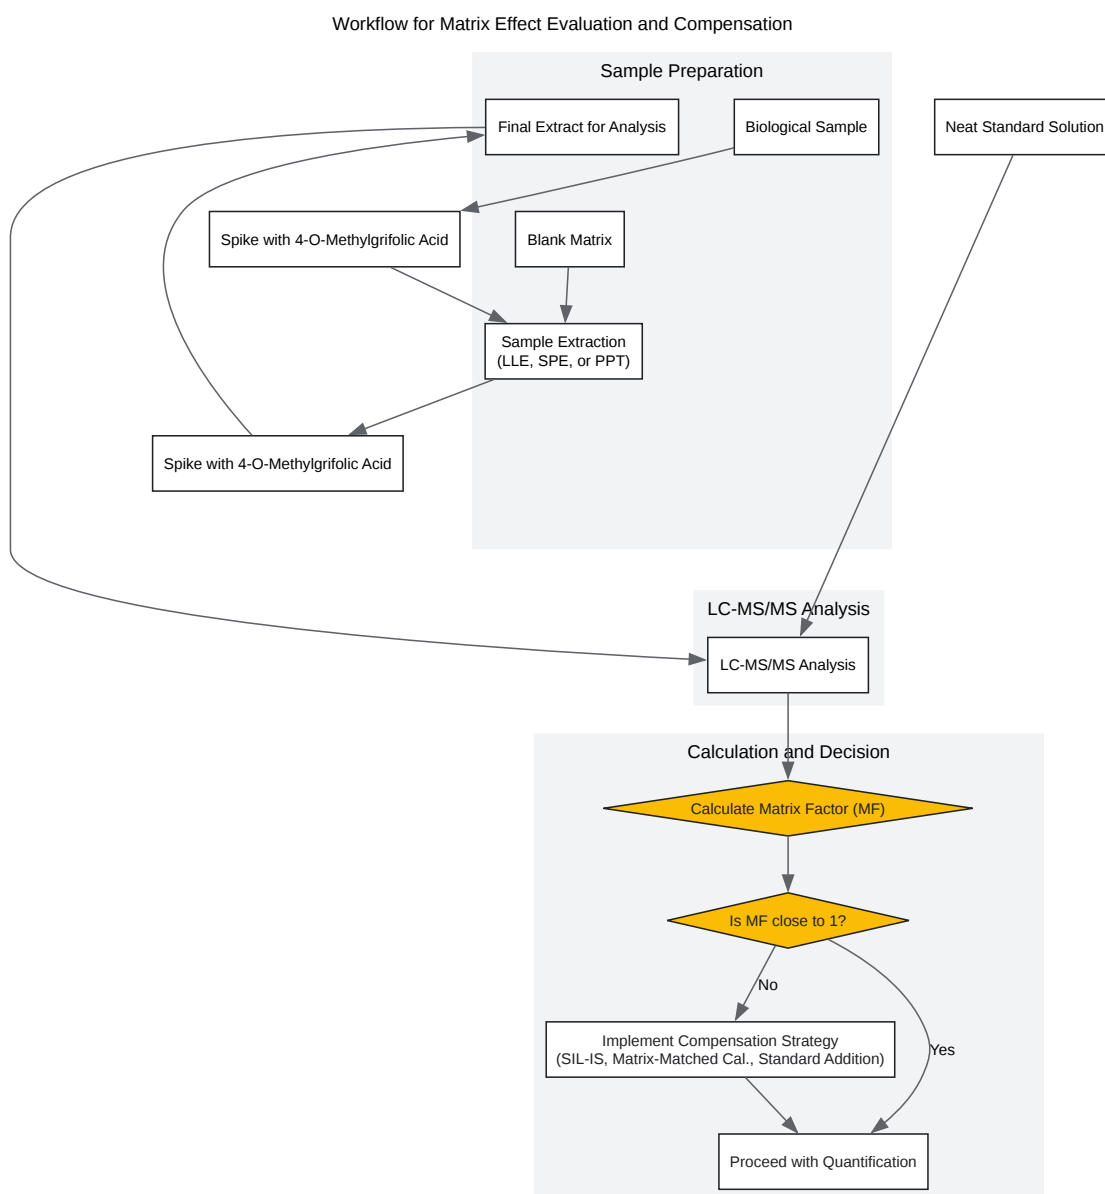 Workflow for Matrix Effect Evaluation and Compensation
Sample Preparation
Final Extract for Analysis
Biological Sample
Neat Standard Solution
Spike with 4-O-Methylgrifolic Acid
Blank Matrix
Sample Extraction
(LLE, SPE, or PPT)
Spike with 4-O-Methylgrifolic Acid
LC-MS/MS Analysis
LC-MS/MS Analysis
Calculation and Decision
Calculate Matrix Factor (MF)
Is MF close to 1?
No
Implement Compensation Strategy
(SIL-IS, Matrix-Matched Cal., Standard Addition)
Yes
Proceed with Quantification